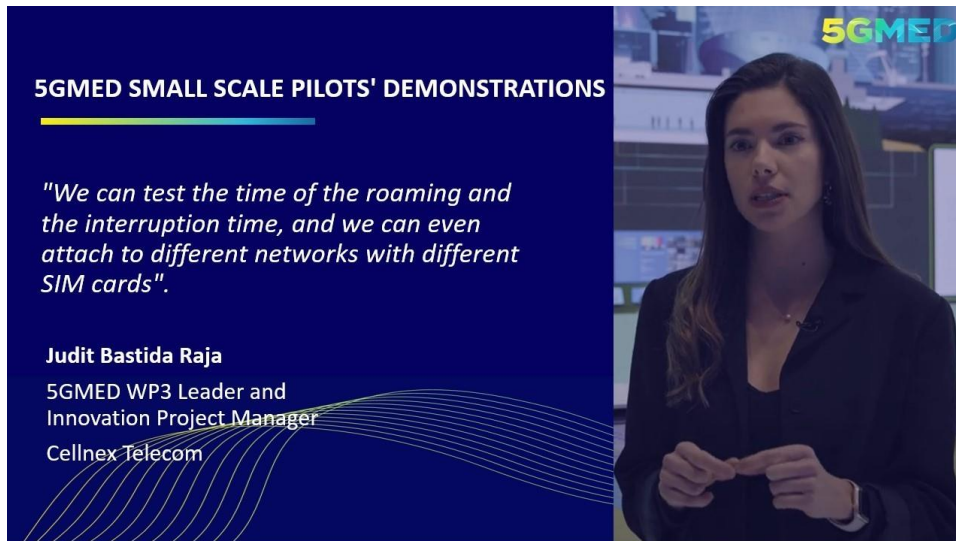 5GMED
5GMED SMALL SCALE PILOTS' DEMONSTRATIONS
"We can test the time of the roaming and
the interruption time, and we can even
attach to different networks with different
SIM cards".
Judit Bastida Raja
5GMED WP3 Leader and
Innovation Project Manager
Cellnex Telecom